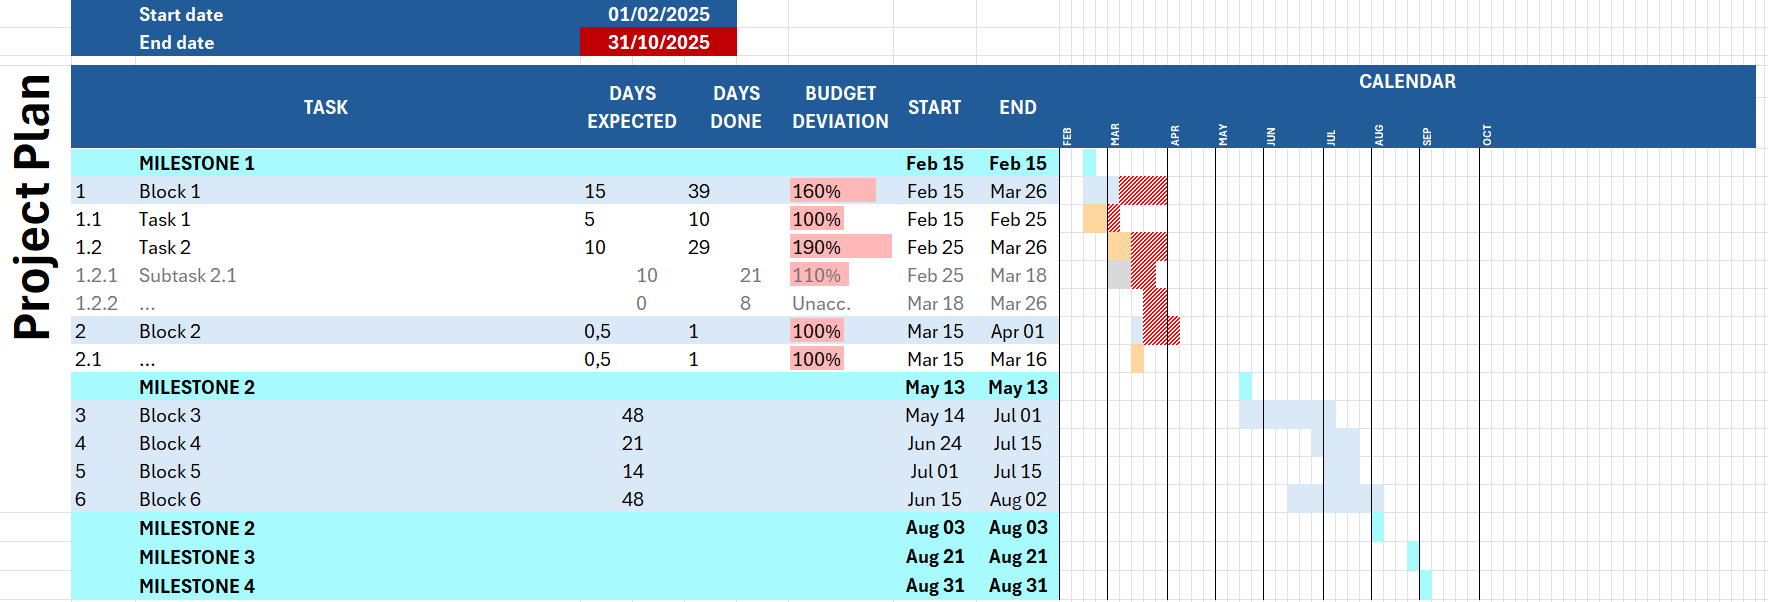 Start date 01/02/2025
End date 31/10/2025
Project Plan
TASK DAYS EXPECTED DAYS DONE BUDGET DEVIATION START END CALENDAR
FEB MAR APR MAY JUN JUL AUG SEP OCT
MILESTONE 1 Feb 15 Feb 15
1 Block 1 15 39 160% Feb 15 Mar 26
1.1 Task 1 5 10 100% Feb 15 Feb 25
1.2 Task 2 10 29 190% Feb 25 Mar 26
1.2.1 Subtask 2.1 10 21 110% Feb 25 Mar 18
1.2.2 ... 0 8 Unacc. Mar 18 Mar 26
2 Block 2 0,5 1 100% Mar 15 Apr 01
2.1 ... 0,5 1 100% Mar 15 Mar 16
MILESTONE 2 May 13 May 13
3 Block 3 48 May 14 Jul 01
4 Block 4 21 Jun 24 Jul 15
5 Block 5 14 Jul 01 Jul 15
6 Block 6 48 Jun 15 Aug 02
MILESTONE 2 Aug 03 Aug 03
MILESTONE 3 Aug 21 Aug 21
MILESTONE 4 Aug 31 Aug 31